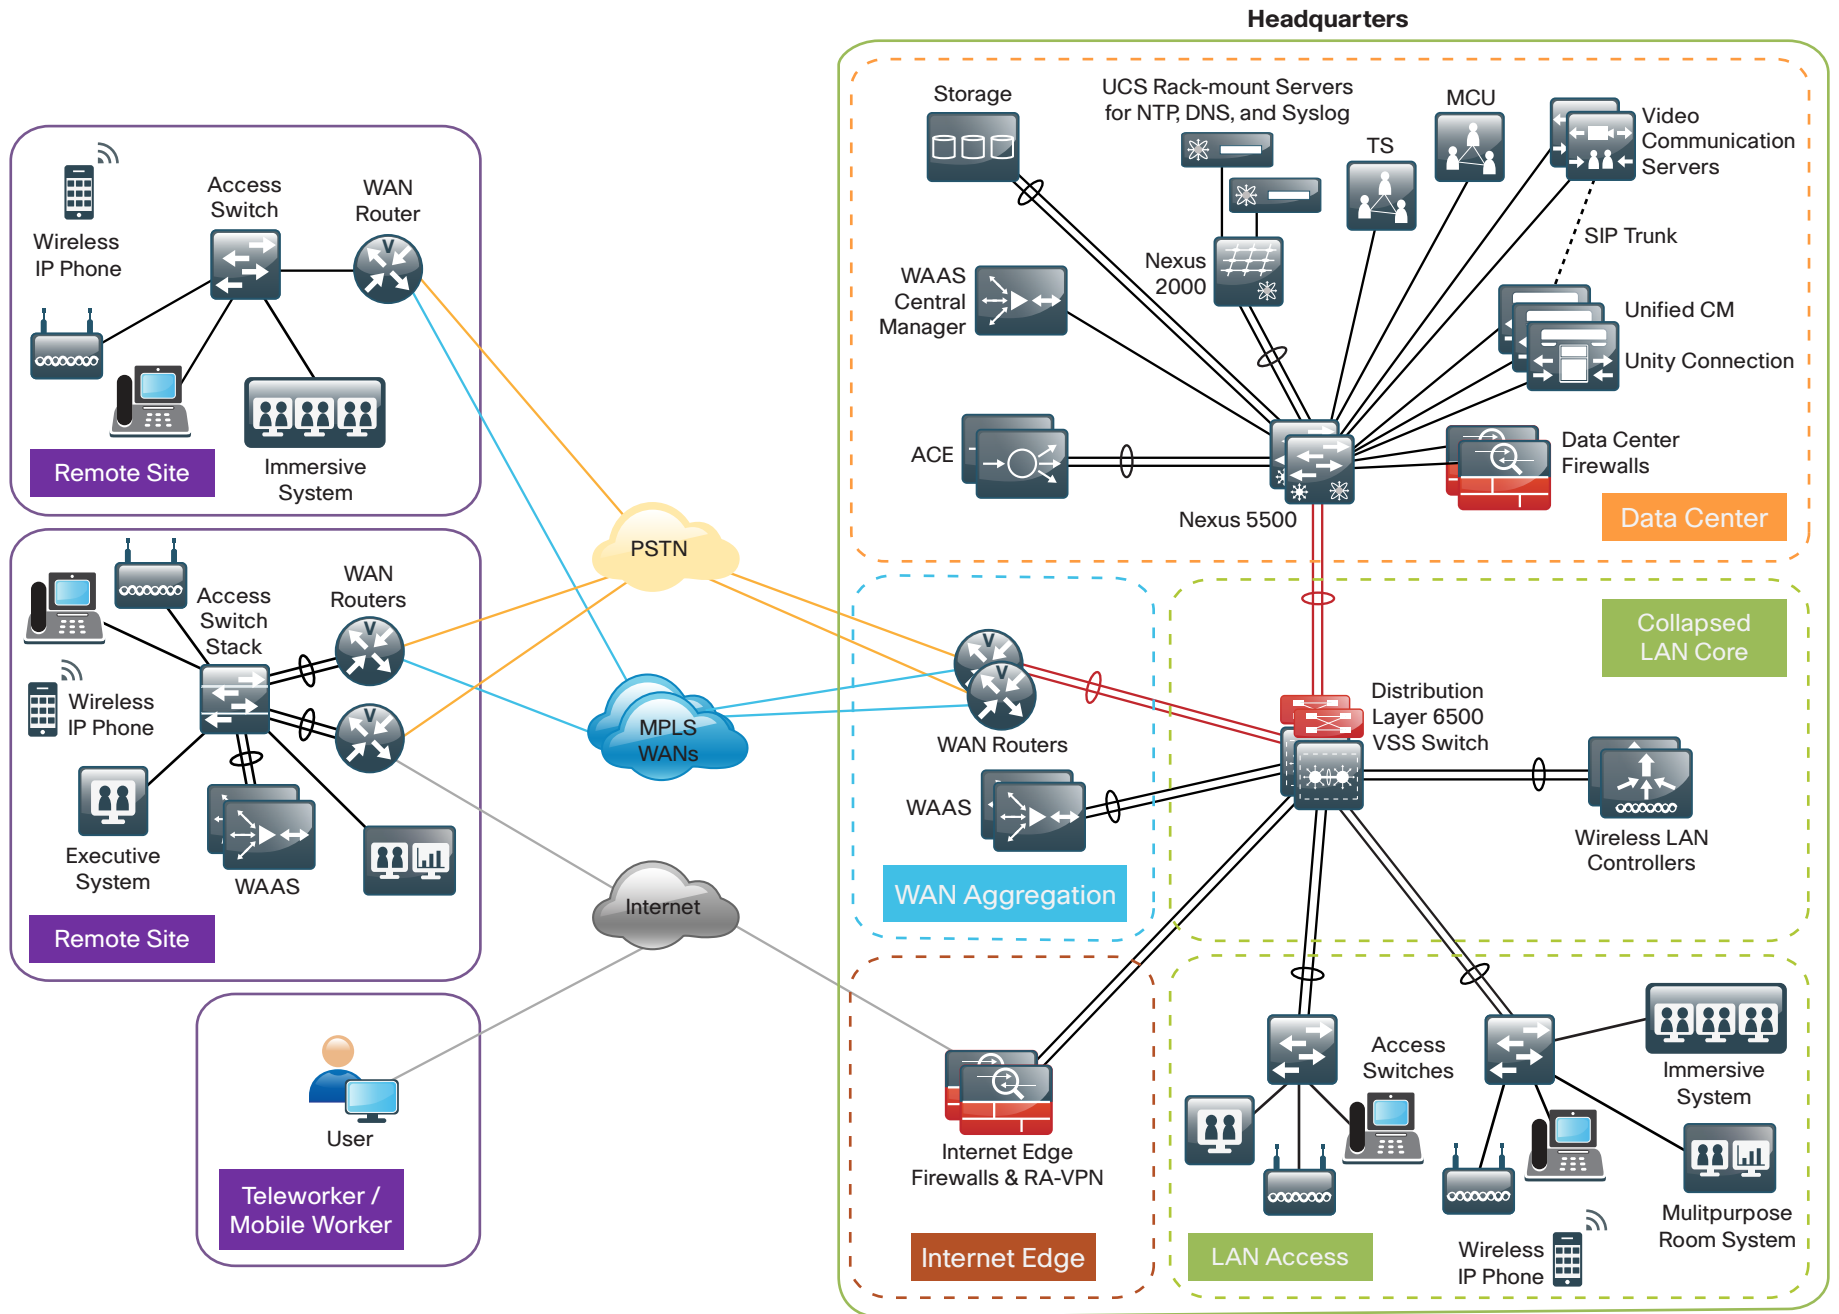 Headquarters
Wireless
IP Phone
Access
Switch
WAN
Router
V
Immersive
System
Remote Site
Access
Switch
Stack
WAN
Routers
V
V
Wireless
IP Phone
Executive
System
WAAS
Remote Site
User
Teleworker /
Mobile Worker
PSTN
MPLS
WANs
Internet
Storage
UCS Rack-mount Servers
for NTP, DNS, and Syslog
TS
MCU
Video
Communication
Servers
SIP Trunk
Nexus
2000
WAAS
Central
Manager
Unified CM
Unity Connection
ACE
Data Center
Firewalls
Nexus 5500
Data Center
V
V
WAN Routers
WAAS
WAN Aggregation
Collapsed
LAN Core
Distribution
Layer 6500
VSS Switch
Wireless LAN
Controllers
Internet Edge
Firewalls & RA-VPN
Internet Edge
Access
Switches
Immersive
System
Mulitpurpose
Room System
Wireless
IP Phone
LAN Access